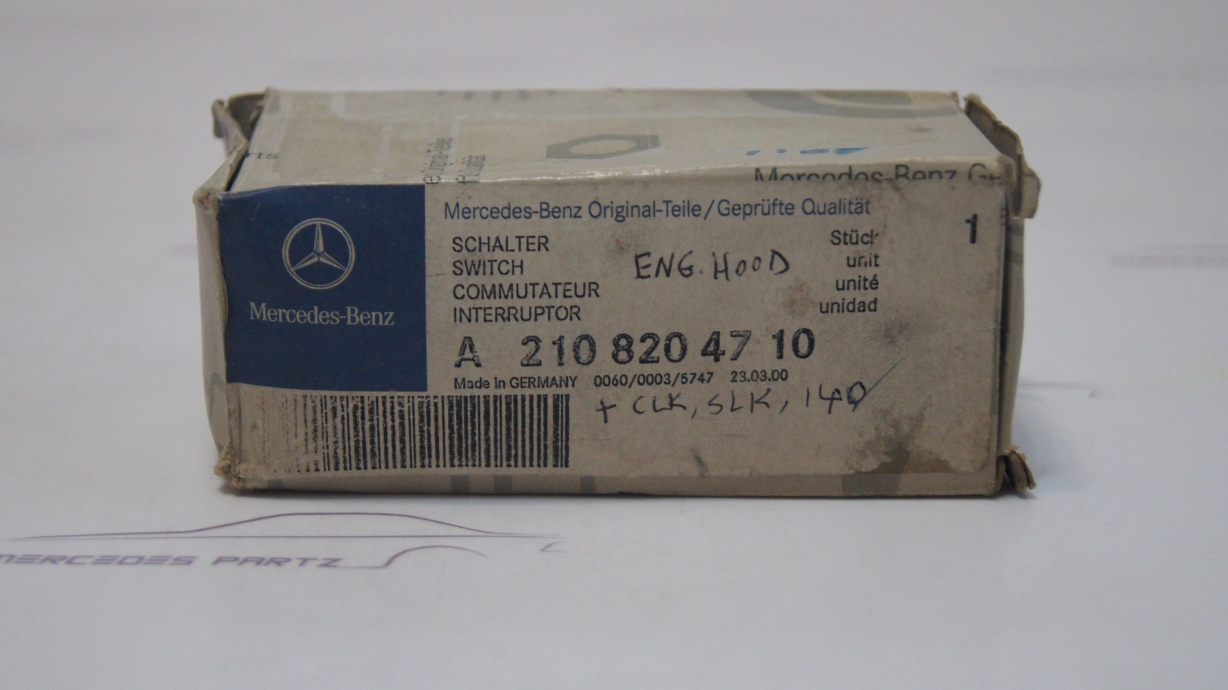 Mercedes-Benz Ge
Mercedes-Benz Original-Teile/Geprüfte Qualität
SCHALTER Stück 1
SWITCH ENG. HOOD unit
COMMUTATEUR unité
INTERRUPTOR unidad
Mercedes-Benz
A 210 820 47 10
Made in GERMANY 0060/0003/5747 23.03.00
+ CLK, SLK, 140
MERCEDES PARTZ